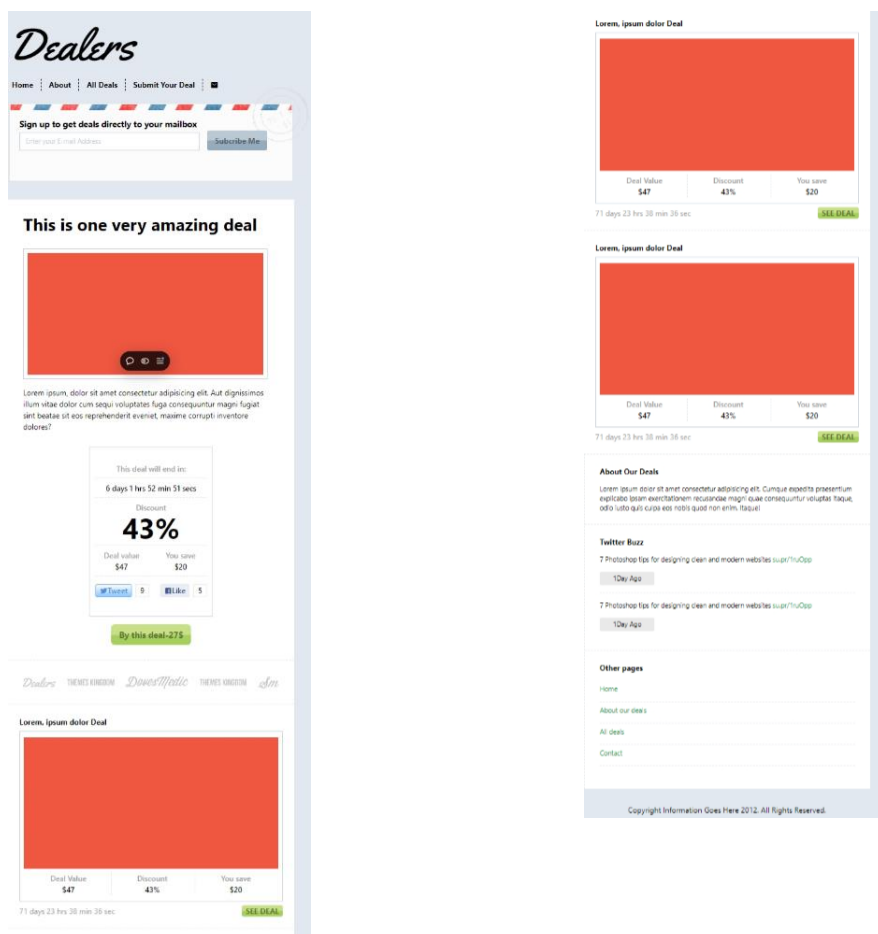 Dealers
Home
About
All Deals
Submit Your Deal
Sign up to get deals directly to your mailbox
Enter your E-mail Address
Subcribe Me
This is one very amazing deal
Lorem ipsum, dolor sit amet consectetur adipisicing elit. Aut dignissimos
illum vitae dolor cum sequi voluptates fuga consequuntur magni fugiat
sint beatae sit eos reprehenderit eveniet, maxime corrupti inventore
dolores?
This deal will end in:
6 days 1 hrs 52 min 51 secs
Discount
43%
Deal value You save
$47 $20
Tweet 8 Like 5
By this deal-27$
Dealers THEMES KINGDOM DavesMedic THEMES KINGDOM Sm
Lorem, ipsum dolor Deal
Deal Value Discount You save
$47 43% $20
71 days 23 hrs 38 min 36 sec SEE DEAL
Lorem, ipsum dolor Deal
Deal Value Discount You save
$47 43% $20
71 days 23 hrs 38 min 36 sec SEE DEAL
Lorem, ipsum dolor Deal
Deal Value Discount You save
$47 43% $20
71 days 23 hrs 38 min 36 sec SEE DEAL
About Our Deals
Lorem ipsum dolor sit amet consectetur adipisicing elit. Cumque expedita praesentium
explicabo ipsam exercitationem recusandae magni quae consequuntur voluptas itaque,
odio iusto quis culpa eos nobis quod non enim. Itaque!
Twitter Buzz
7 Photoshop tips for designing clean and modern websites su.pr/1ruOpp
1Day Ago
7 Photoshop tips for designing clean and modern websites su.pr/1ruOpp
1Day Ago
Other pages
Home
About our deals
All deals
Contact
Copyright Information Goes Here 2012. All Rights Reserved.